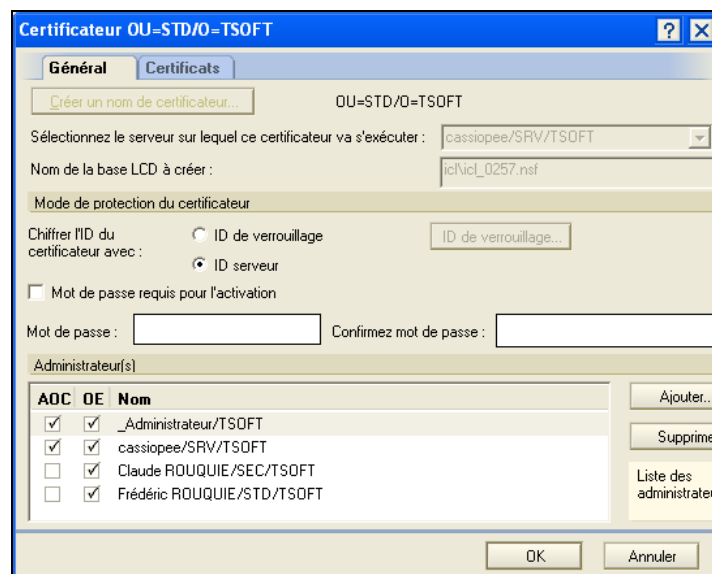 Certificateur OU=STD/O=TSOFT
Général Certificats
Créer un nom de certificateur... OU=STD/O=TSOFT
Sélectionnez le serveur sur lequel ce certificateur va s'exécuter : cassiopee/SRV/TSOFT
Nom de la base LCD à créer : icl\icl_0257.nsf
Mode de protection du certificateur
Chiffrer l'ID du
certificateur avec :
ID de verrouillage ID de verrouillage...
ID serveur
Mot de passe requis pour l'activation
Mot de passe : Confirmez mot de passe :
Administrateur(s)
AOC OE Nom
_Administrateur/TSOFT
cassiopee/SRV/TSOFT
Claude ROUQUIE/SEC/TSOFT
Frédéric ROUQUIE/STD/TSOFT
Ajouter..
Supprime
Liste des
administrateu
OK Annuler